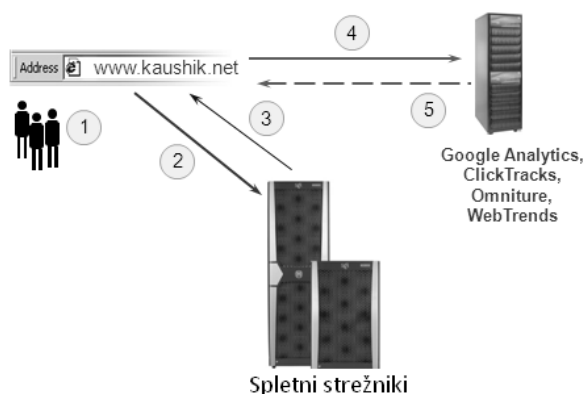 4
Address www.kaushik.net
5
1
3
2
Google Analytics,
ClickTracks,
Omniture,
WebTrends
Spletni strežniki